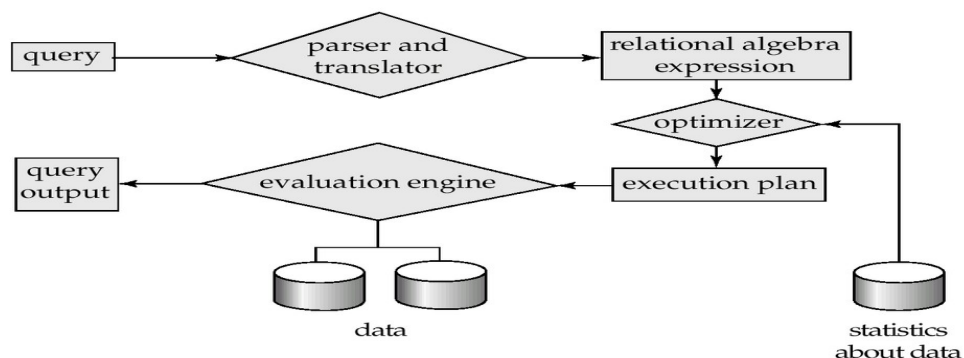 query
parser and
translator
relational algebra
expression
optimizer
query
output
evaluation engine
execution plan
data
statistics
about data